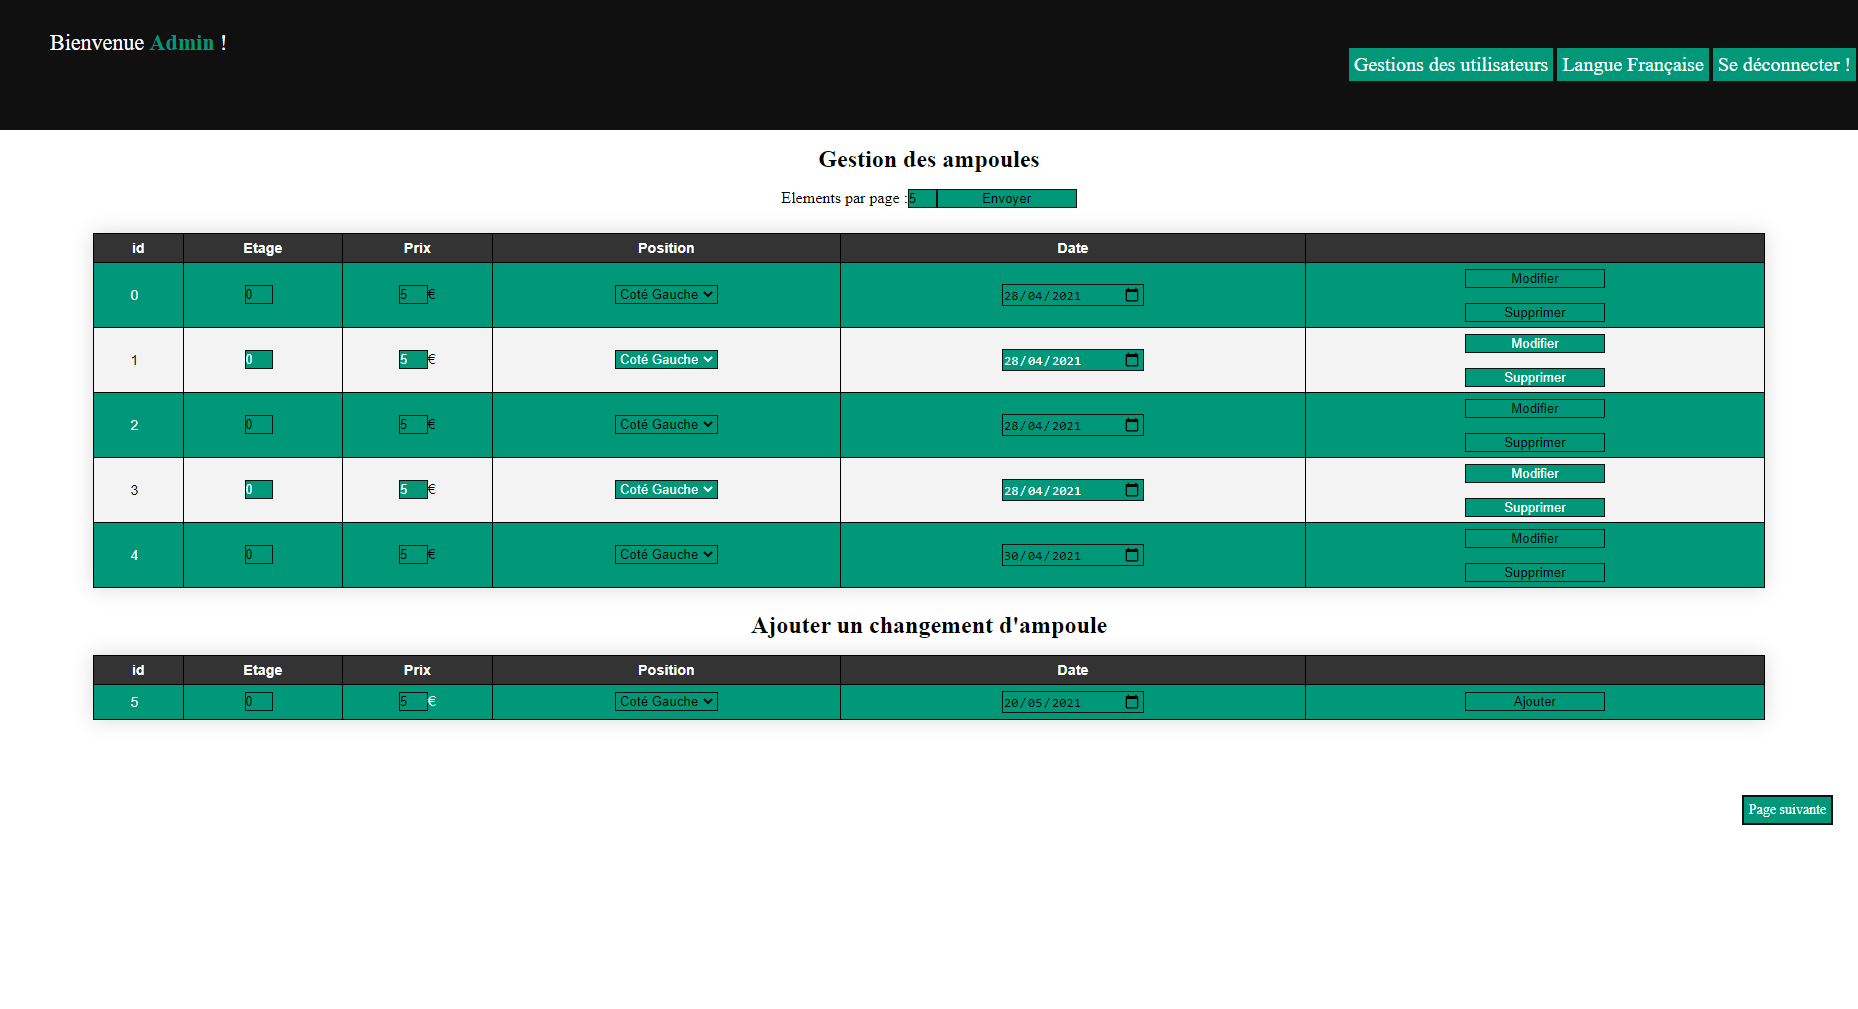 Bienvenue Admin !
Gestions des utilisateurs Langue Française Se déconnecter !
Gestion des ampoules
Elements par page : 5 Envoyer
id Etage Prix Position Date
0 0 5 € Coté Gauche 28/04/2021 Modifier
Supprimer
1 0 5 € Coté Gauche 28/04/2021 Modifier
Supprimer
2 0 5 € Coté Gauche 28/04/2021 Modifier
Supprimer
3 0 5 € Coté Gauche 28/04/2021 Modifier
Supprimer
4 0 5 € Coté Gauche 30/04/2021 Modifier
Supprimer
Ajouter un changement d'ampoule
id Etage Prix Position Date
5 0 5 € Coté Gauche 20/05/2021 Ajouter
Page suivante